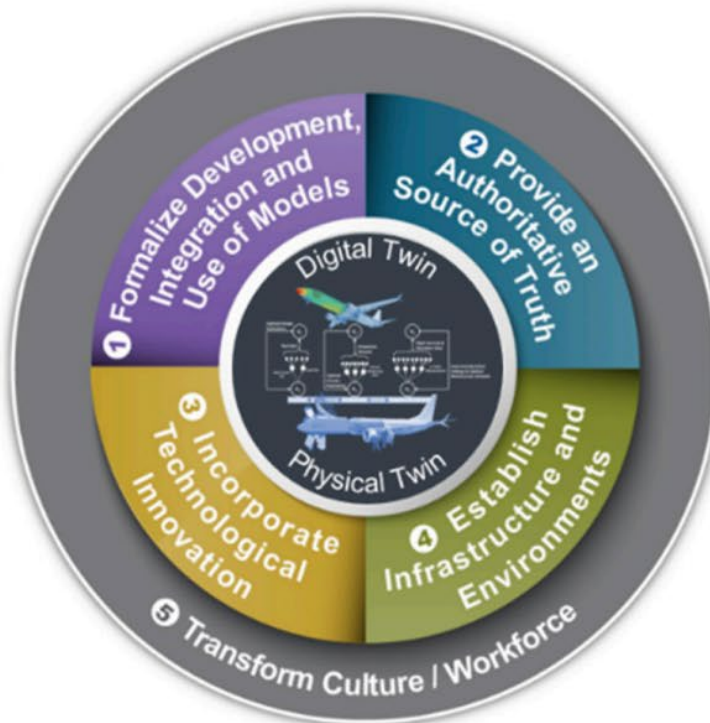 1 Formalize Development,
Integration and
Use of Models
2 Provide an
Authoritative
Source of Truth
3 Incorporate
Technological
Innovation
4 Establish
Infrastructure and
Environments
5 Transform Culture / Workforce
Digital Twin
Physical Twin